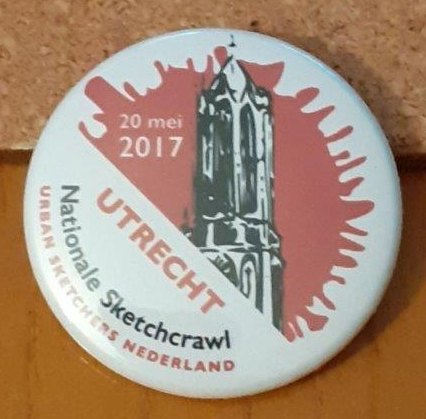 20 mei
2017
UTRECHT
Nationale Sketchcrawl
URBAN SKETCHERS NEDERLAND